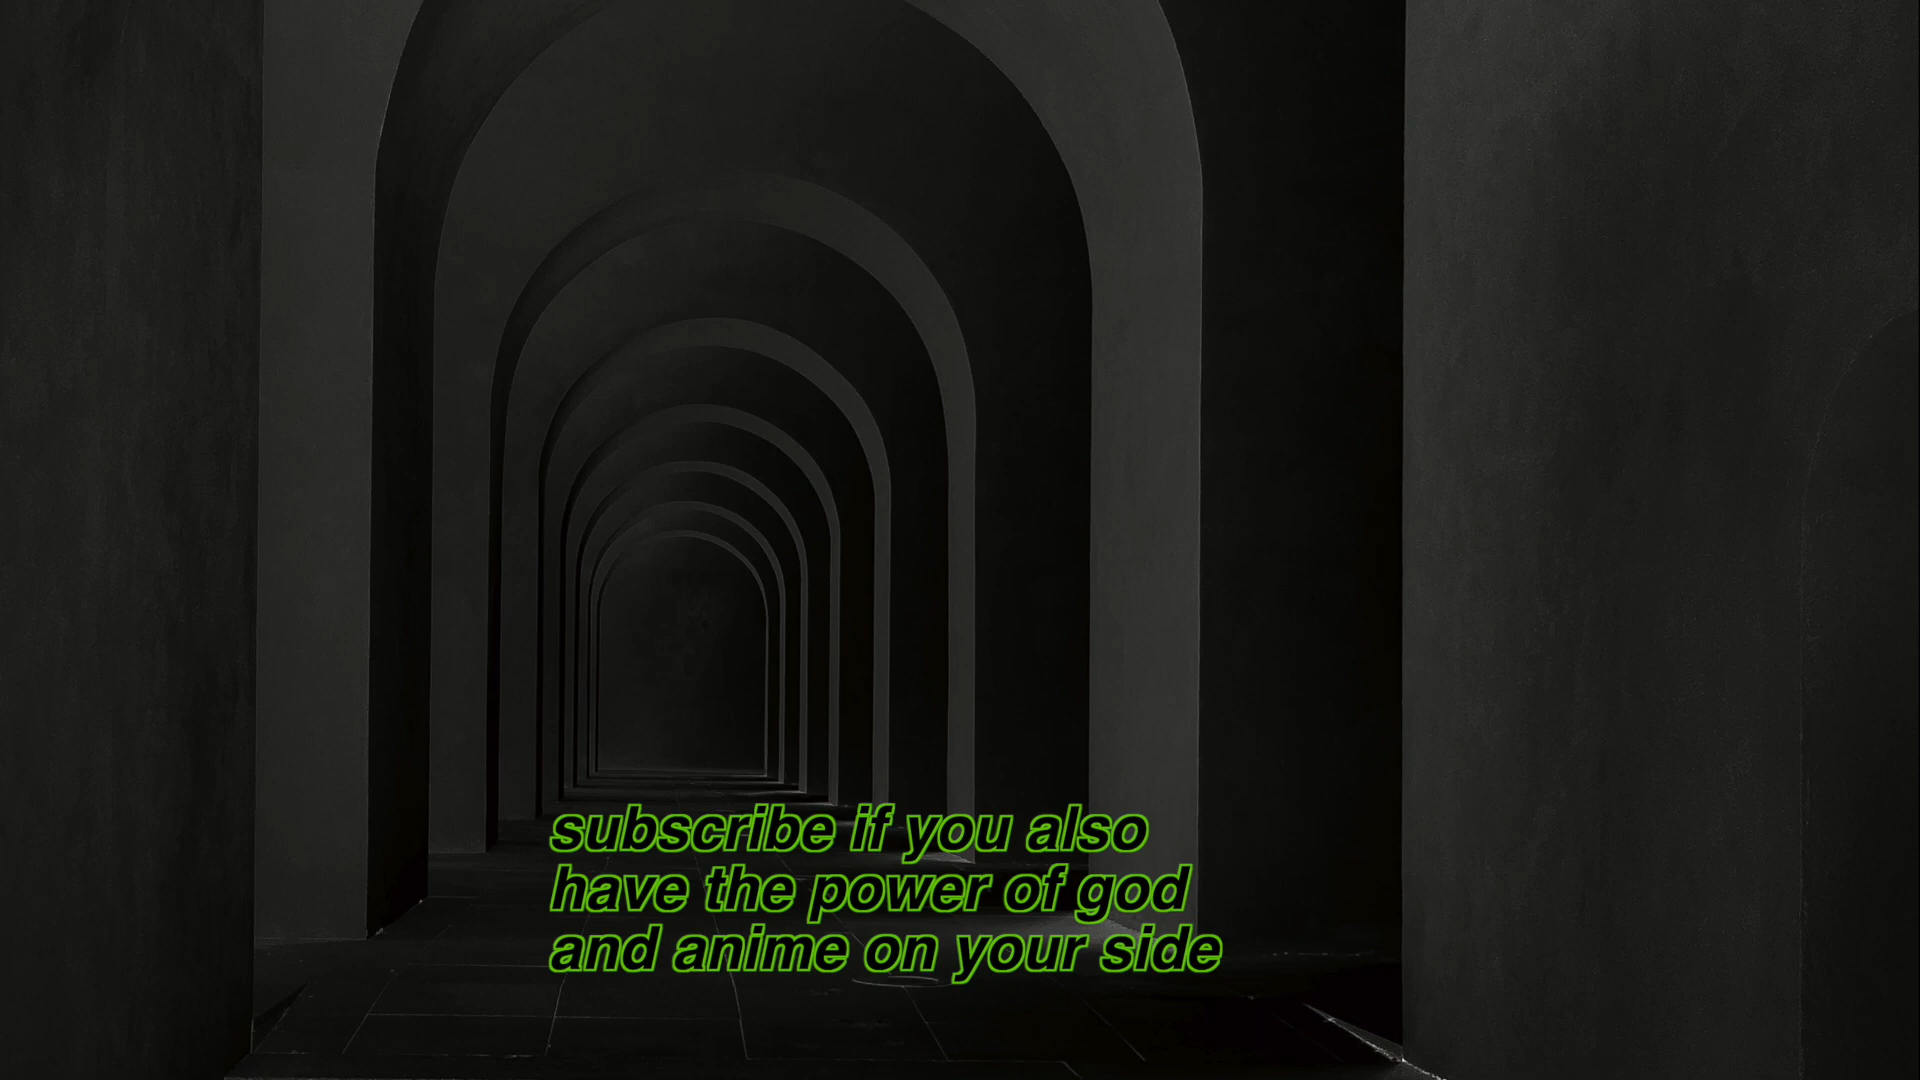 subscribe if you also
have the power of god
and anime on your side